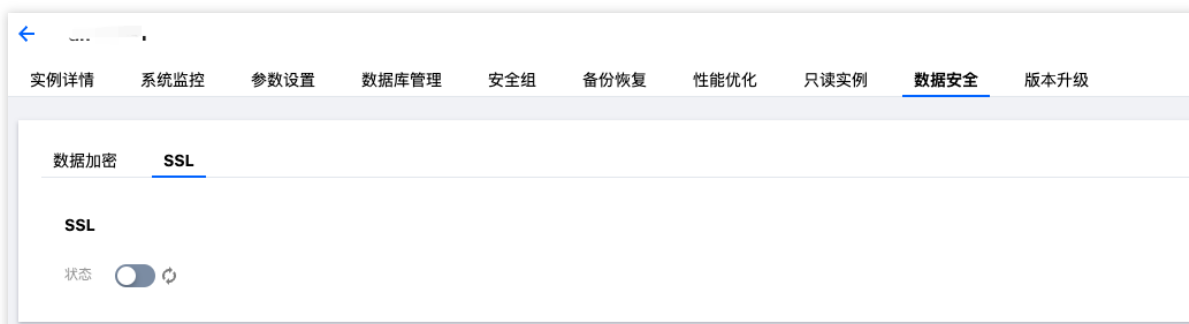 实例详情 系统监控 参数设置 数据库管理 安全组 备份恢复 性能优化 只读实例 数据安全 版本升级
数据加密 SSL
SSL
状态